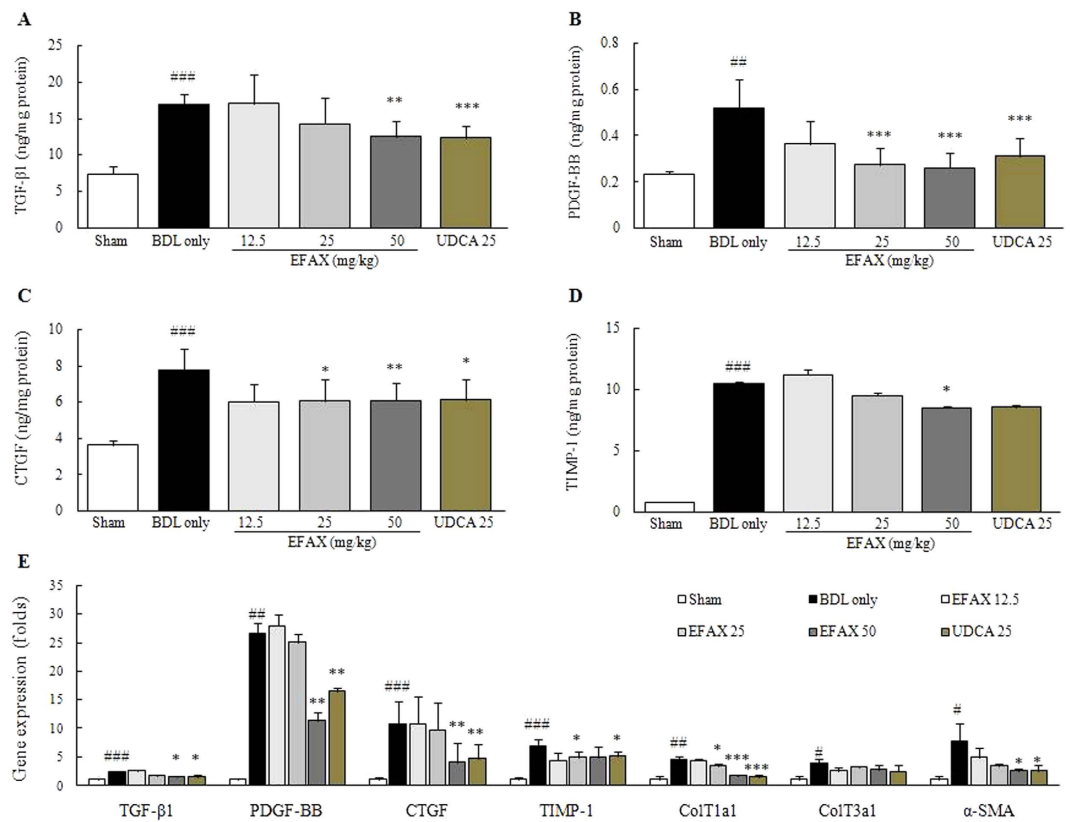 A
TGF-β1 (ng/mg protein)
25
20
15
10
5
0
###
**
***
Sham BDL only 12.5 25 50 UDCA 25
EFAX (mg/kg)
B
PDGF-BB (ng/mg protein)
0.8
0.6
0.4
0.2
0
##
***
***
***
Sham BDL only 12.5 25 50 UDCA 25
EFAX (mg/kg)
C
CTGF (ng/mg protein)
10
8
6
4
2
0
###
*
**
*
Sham BDL only 12.5 25 50 UDCA 25
EFAX (mg/kg)
D
TIMP-1 (ng/mg protein)
15
10
5
0
###
*
Sham BDL only 12.5 25 50 UDCA 25
EFAX (mg/kg)
E
Gene expression (folds)
35
30
25
20
15
10
5
0
Sham BDL only EFAX 12.5
EFAX 25 EFAX 50 UDCA 25
### * *
## ** **
### ** **
### * *
## * *** ***
#
# * *
TGF-β1 PDGF-BB CTGF TIMP-1 ColT1a1 ColT3a1 α-SMA